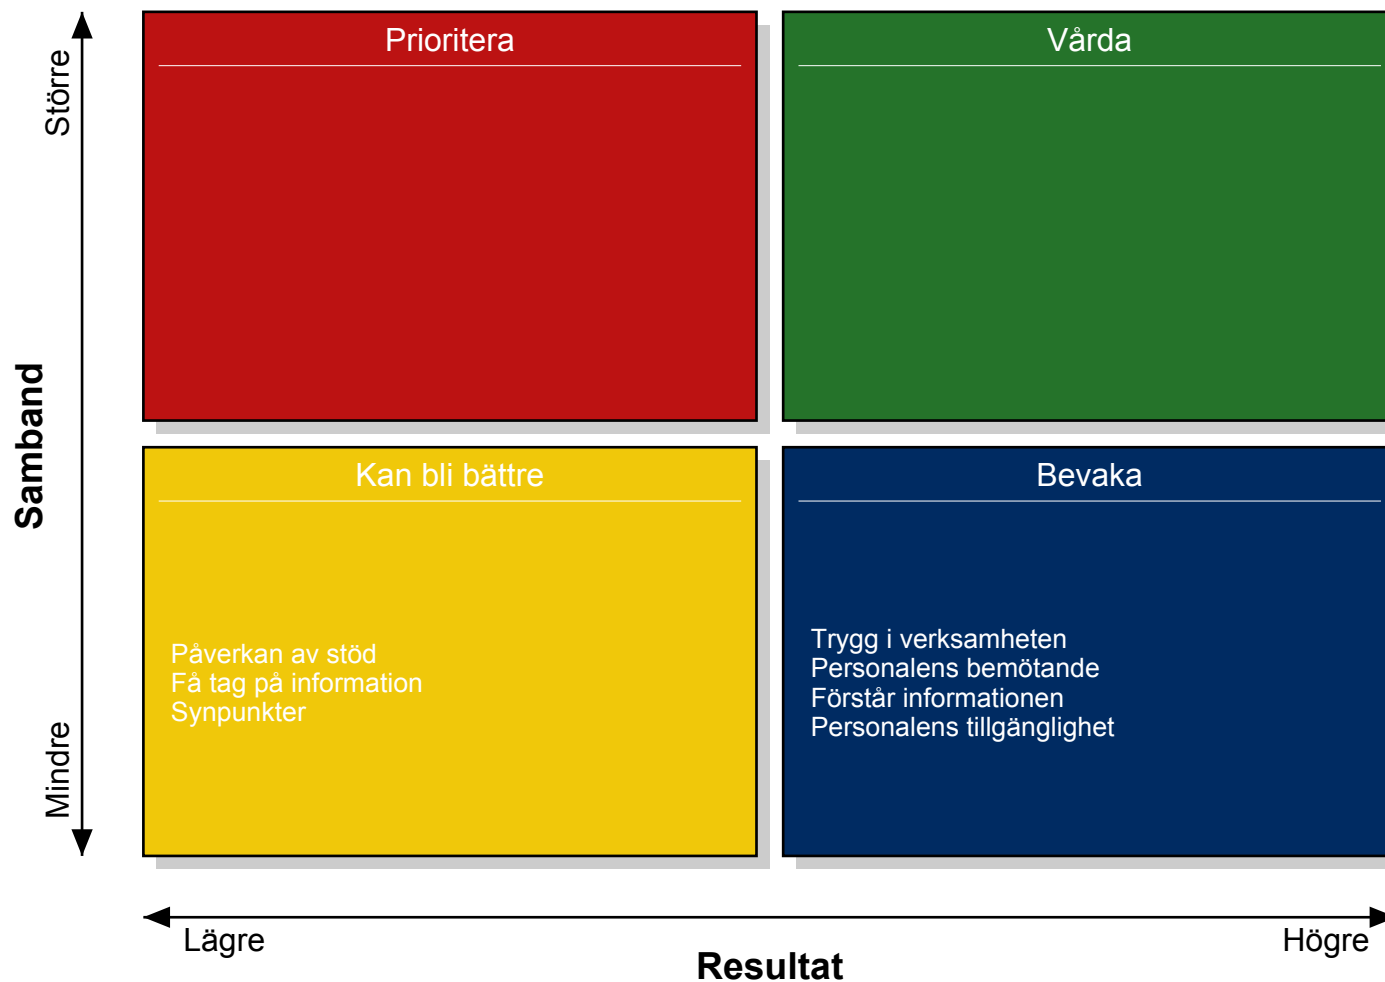 Prioritera
Vårda
Större
Samband
Kan bli bättre
Bevaka
Påverkan av stöd
Få tag på information
Synpunkter
Trygg i verksamheten
Personalens bemötande
Förstår informationen
Personalens tillgänglighet
Mindre
Lägre
Högre
Resultat